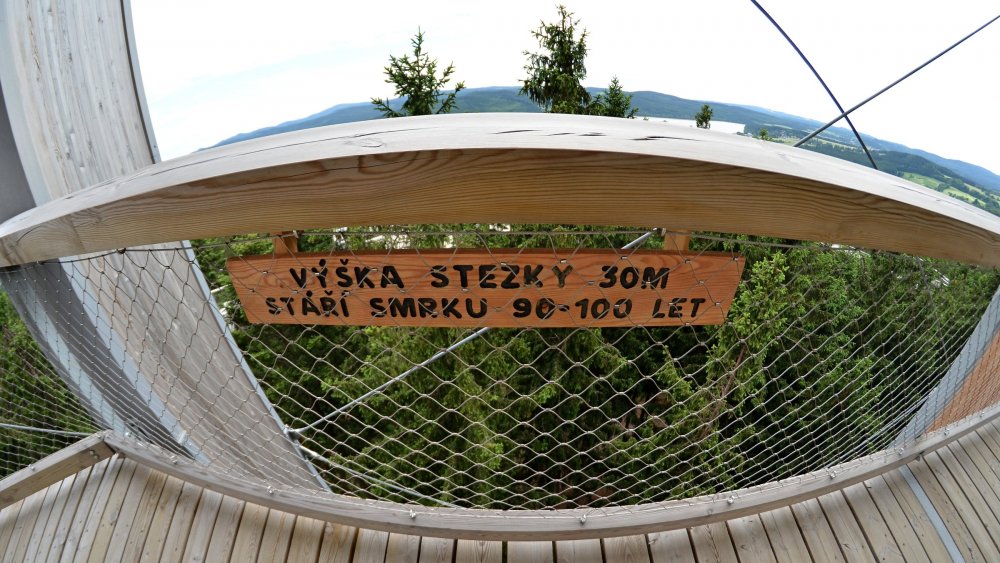 VÝŠKA STEZKY 30M
STÁŘÍ SMRKU 90-100 LET